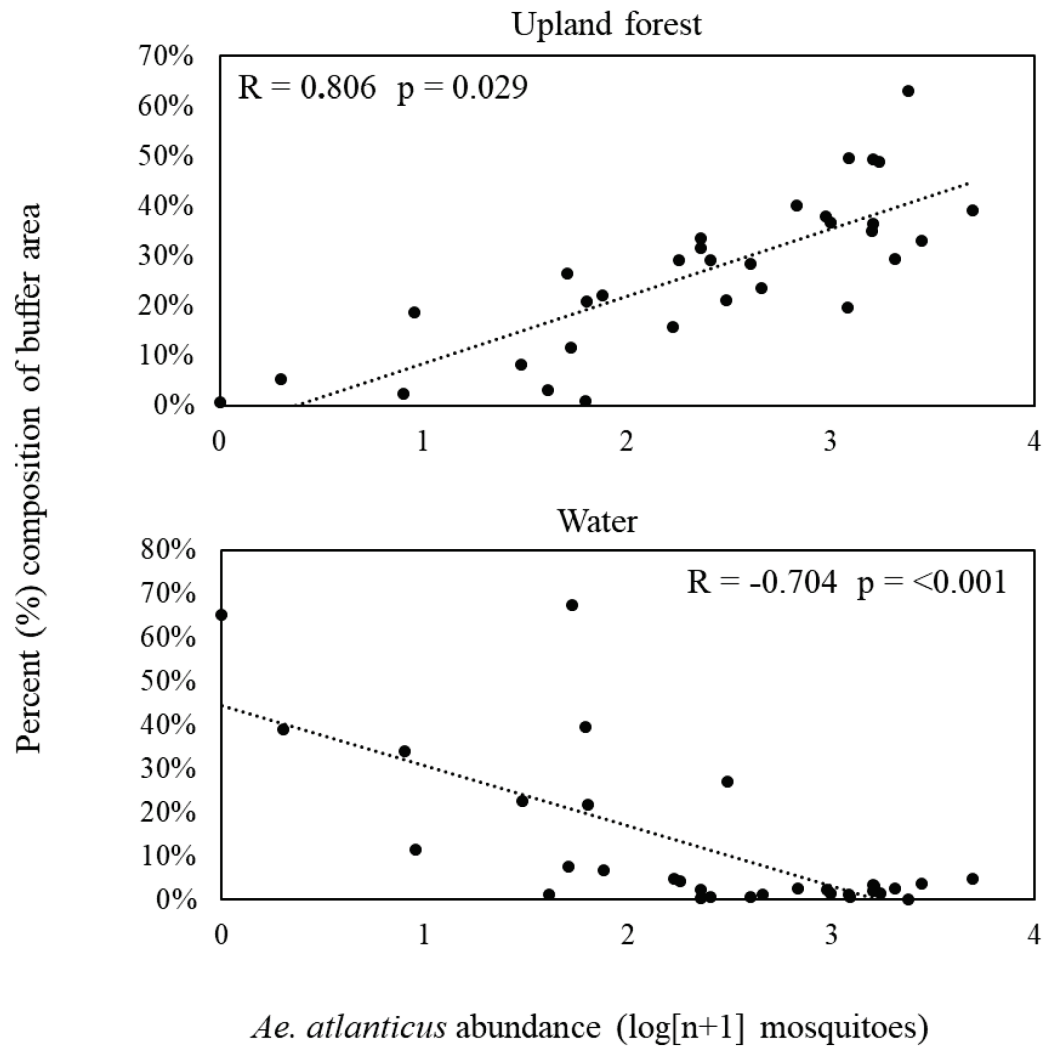 Upland forest
R = 0.806 p = 0.029
70%
60%
50%
40%
30%
20%
10%
0%
0 1 2 3 4
Percent (%) composition of buffer area
Water
R = -0.704 p = <0.001
80%
70%
60%
50%
40%
30%
20%
10%
0%
0 1 2 3 4
Ae. atlanticus abundance (log[n+1] mosquitoes)